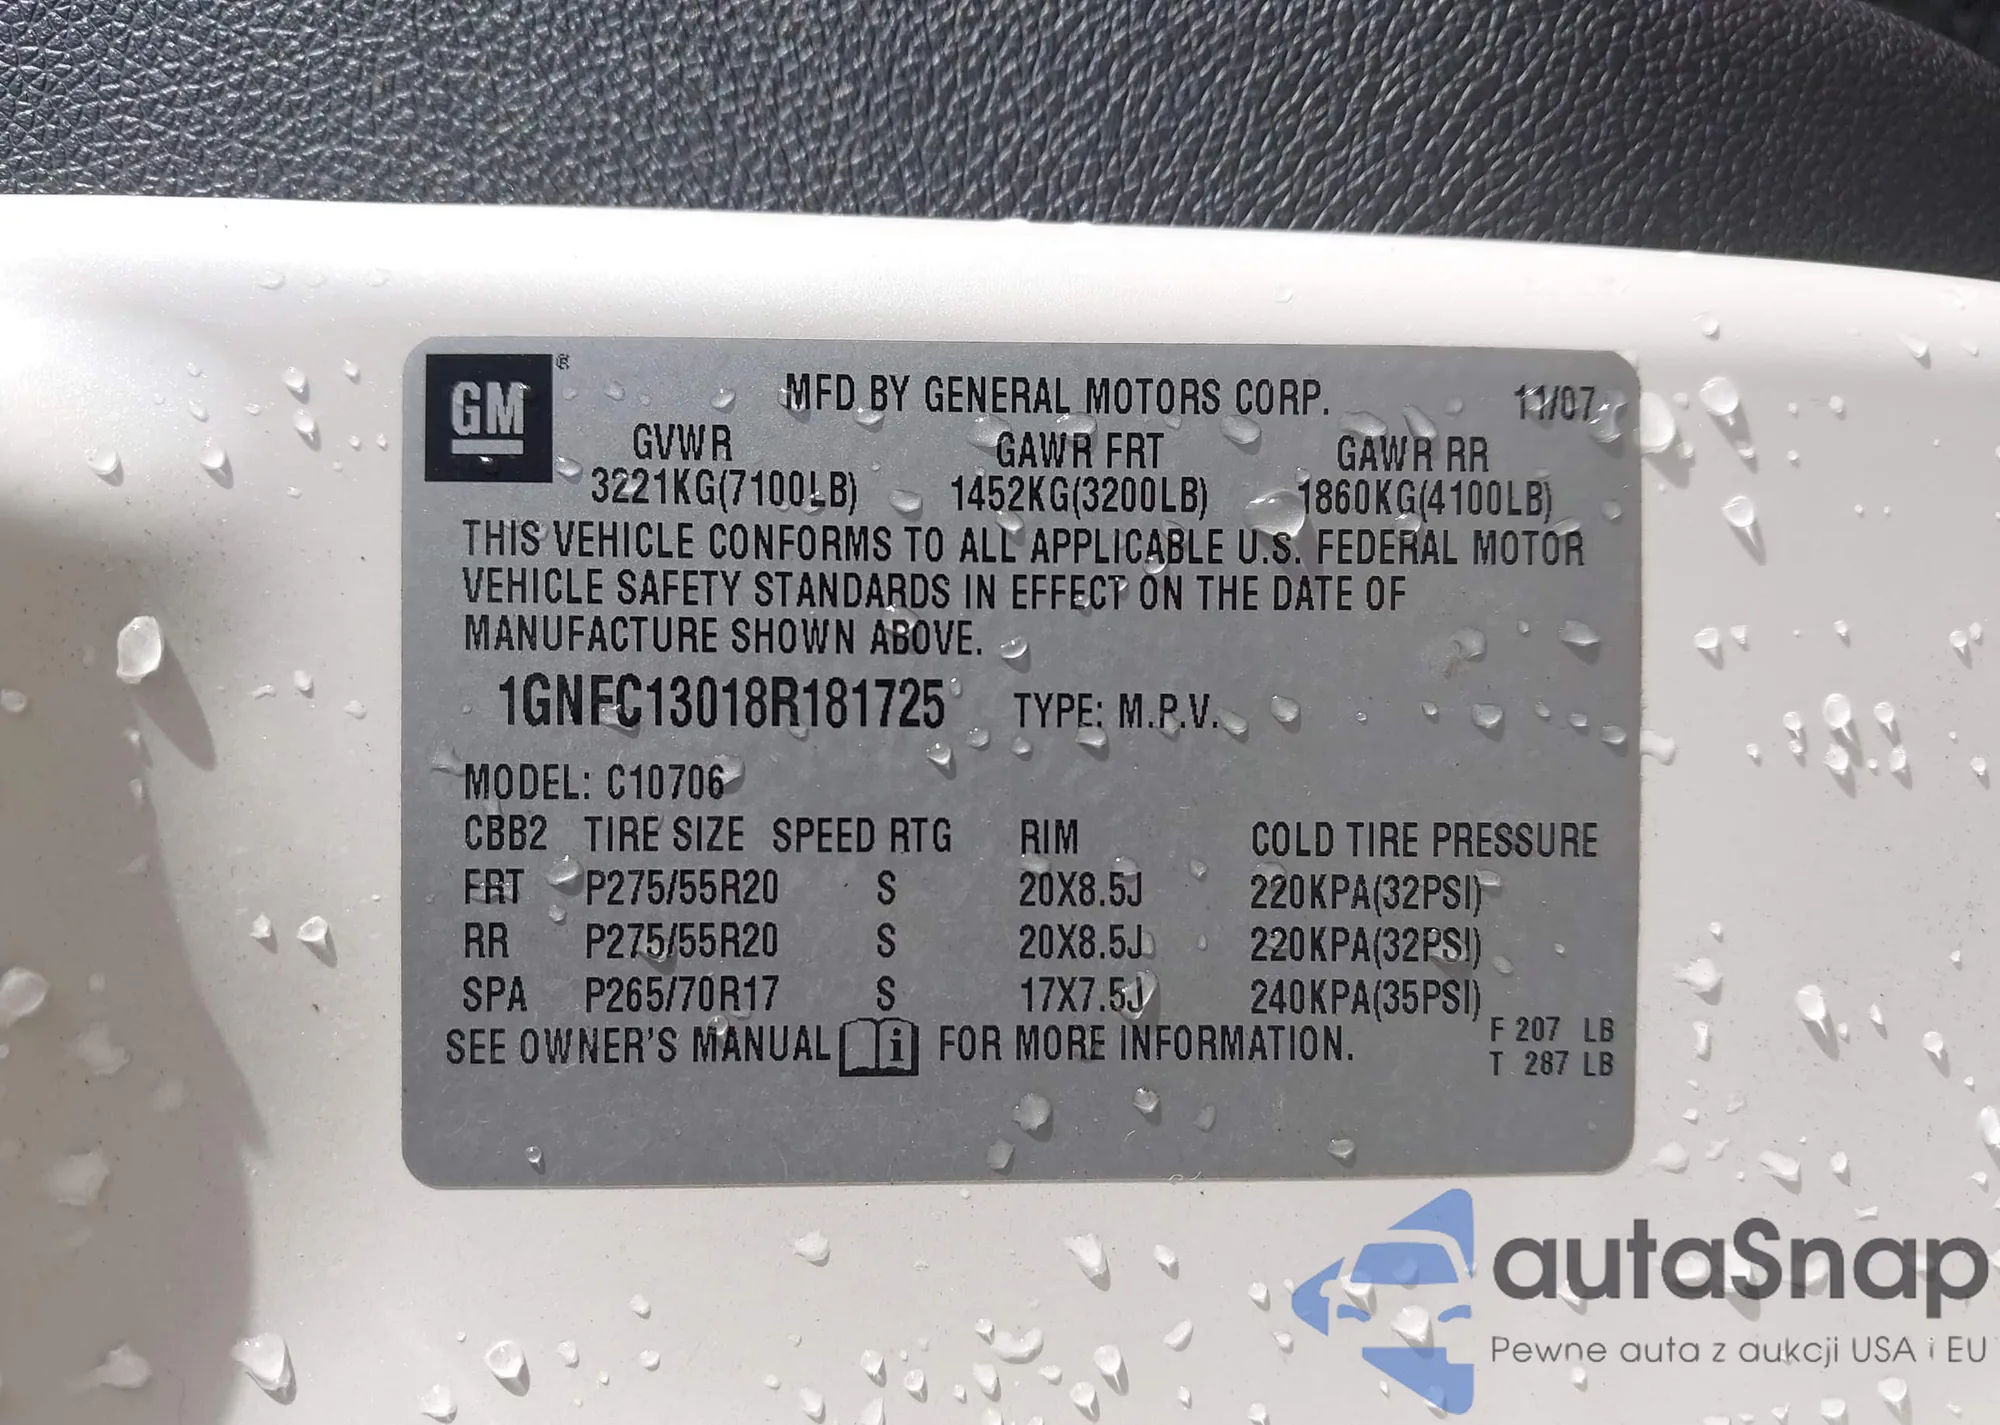 GM ®
MFD BY GENERAL MOTORS CORP. 11/07
GVWR GAWR FRT GAWR RR
3221KG(7100LB) 1452KG(3200LB) 1860KG(4100LB)
THIS VEHICLE CONFORMS TO ALL APPLICABLE U.S. FEDERAL MOTOR
VEHICLE SAFETY STANDARDS IN EFFECT ON THE DATE OF
MANUFACTURE SHOWN ABOVE.
1GNFC13018R181725 TYPE: M.P.V.
MODEL: C10706
CBB2 TIRE SIZE SPEED RTG RIM COLD TIRE PRESSURE
FRT P275/55R20 S 20X8.5J 220KPA(32PSI)
RR P275/55R20 S 20X8.5J 220KPA(32PSI)
SPA P265/70R17 S 17X7.5J 240KPA(35PSI)
SEE OWNER'S MANUAL i FOR MORE INFORMATION.
F 207 LB
T 287 LB
autaSnap
Pewne auta z aukcji USA i EU